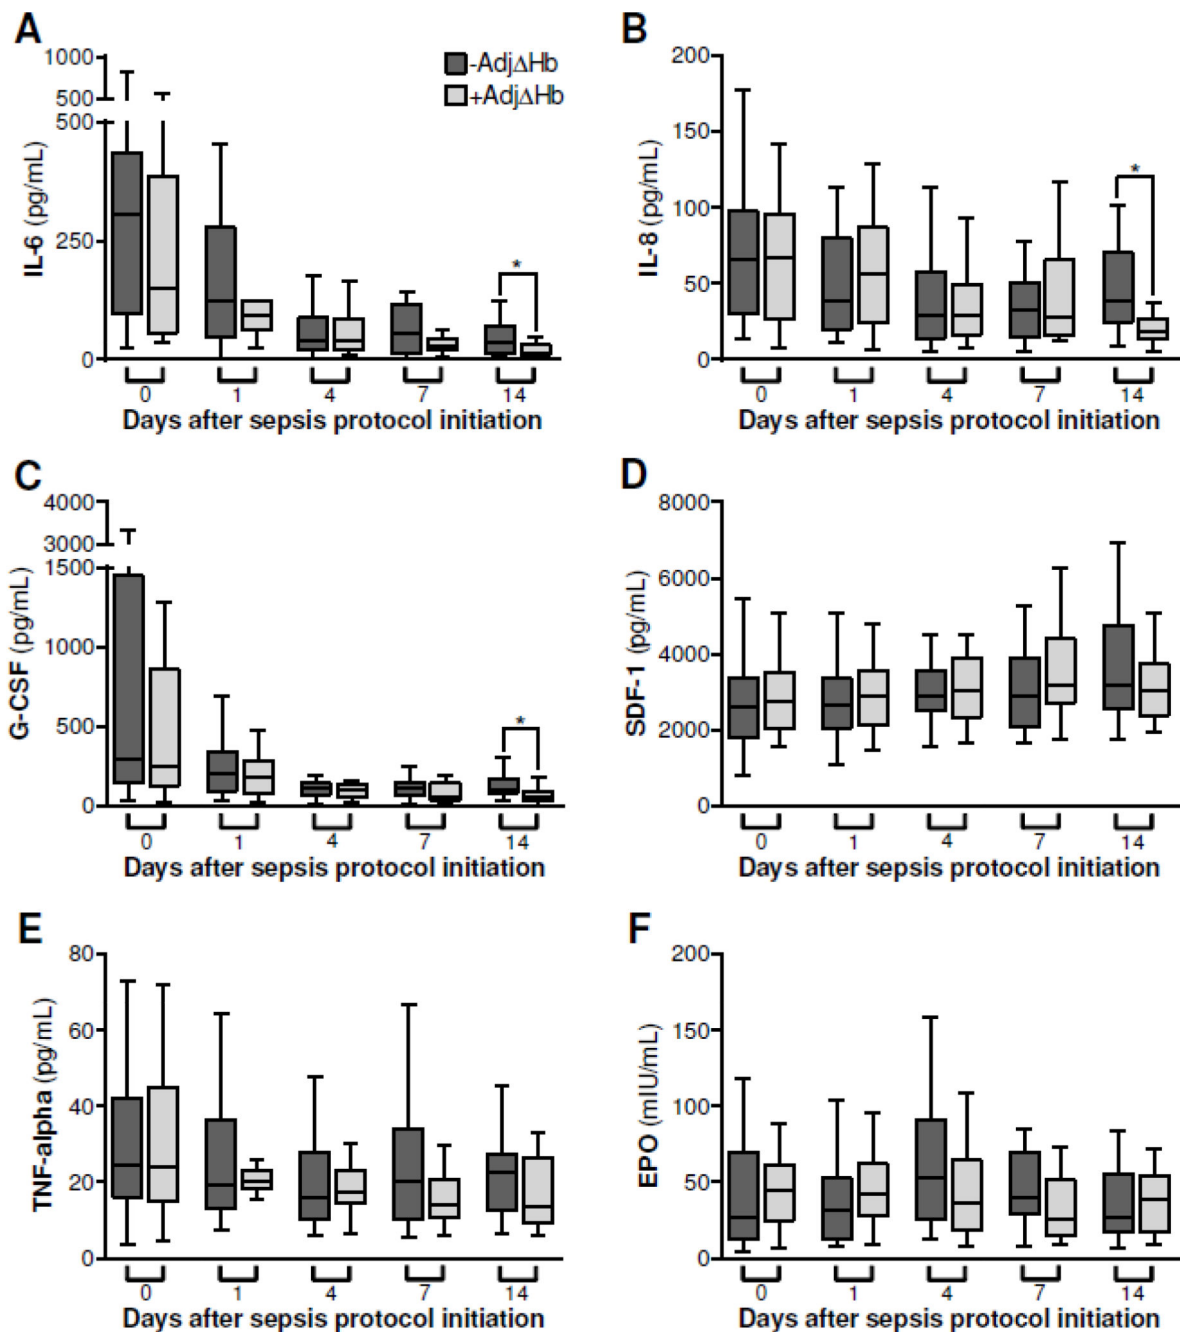 A
-AdjΔHb
+AdjΔHb
1000
500
500
250
0
IL-6 (pg/mL)
0 1 4 7 14
*
Days after sepsis protocol initiation
B
200
150
100
50
0
IL-8 (pg/mL)
*
0 1 4 7 14
Days after sepsis protocol initiation
C
4000
3000
1500
1000
500
0
G-CSF (pg/mL)
*
0 1 4 7 14
Days after sepsis protocol initiation
D
8000
6000
4000
2000
0
SDF-1 (pg/mL)
0 1 4 7 14
Days after sepsis protocol initiation
E
80
60
40
20
0
TNF-alpha (pg/mL)
0 1 4 7 14
Days after sepsis protocol initiation
F
200
150
100
50
0
EPO (mIU/mL)
0 1 4 7 14
Days after sepsis protocol initiation